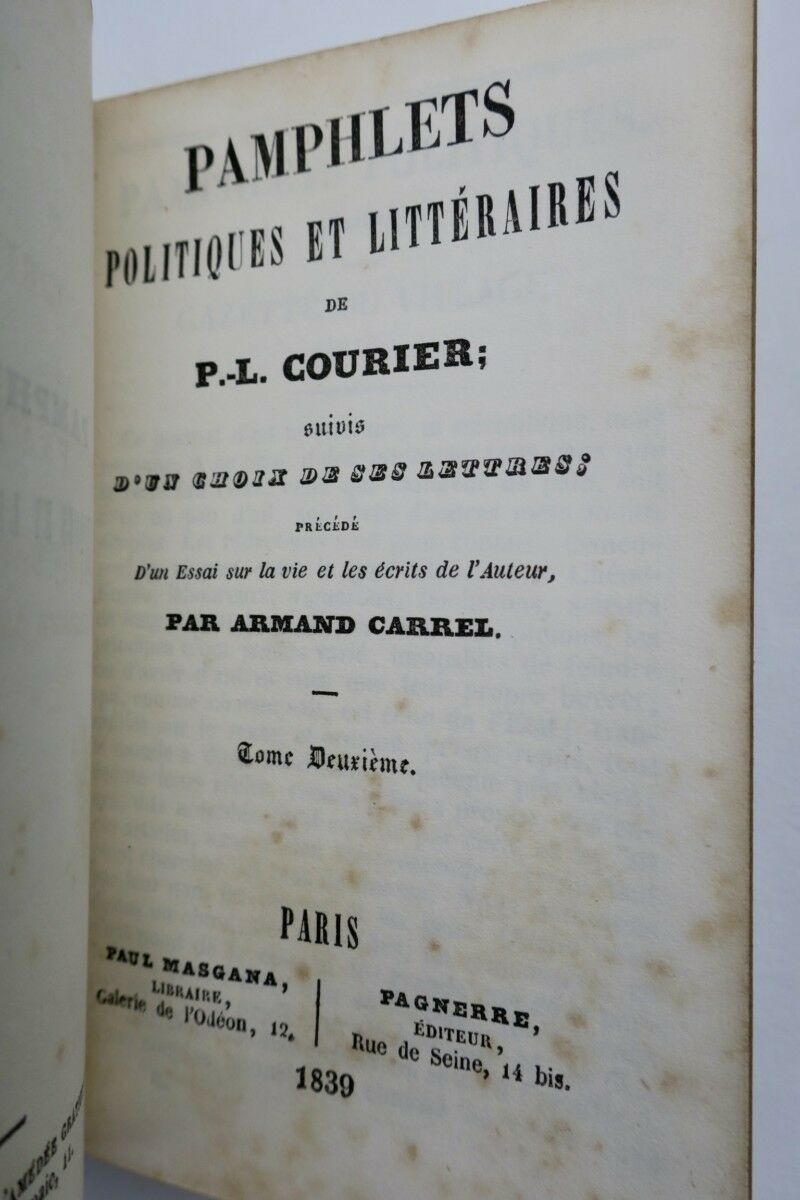 PAMPHLETS
POLITIQUES ET LITTÉRAIRES
DE
P.-L. COURIER;
suivis
D'UN CHOIX DE SES LETTRES;
PRÉCÉDÉ
D'un Essai sur la vie et les écrits de l'Auteur,
PAR ARMAND CARREL.
Tome Deuxième.
PARIS
PAUL MASGANA,
LIBRAIRE,
Galerie de l'Odéon, 12.
PAGNERRE,
ÉDITEUR,
Rue de Seine, 14 bis.
1839
D'AMÉDÉE
11.